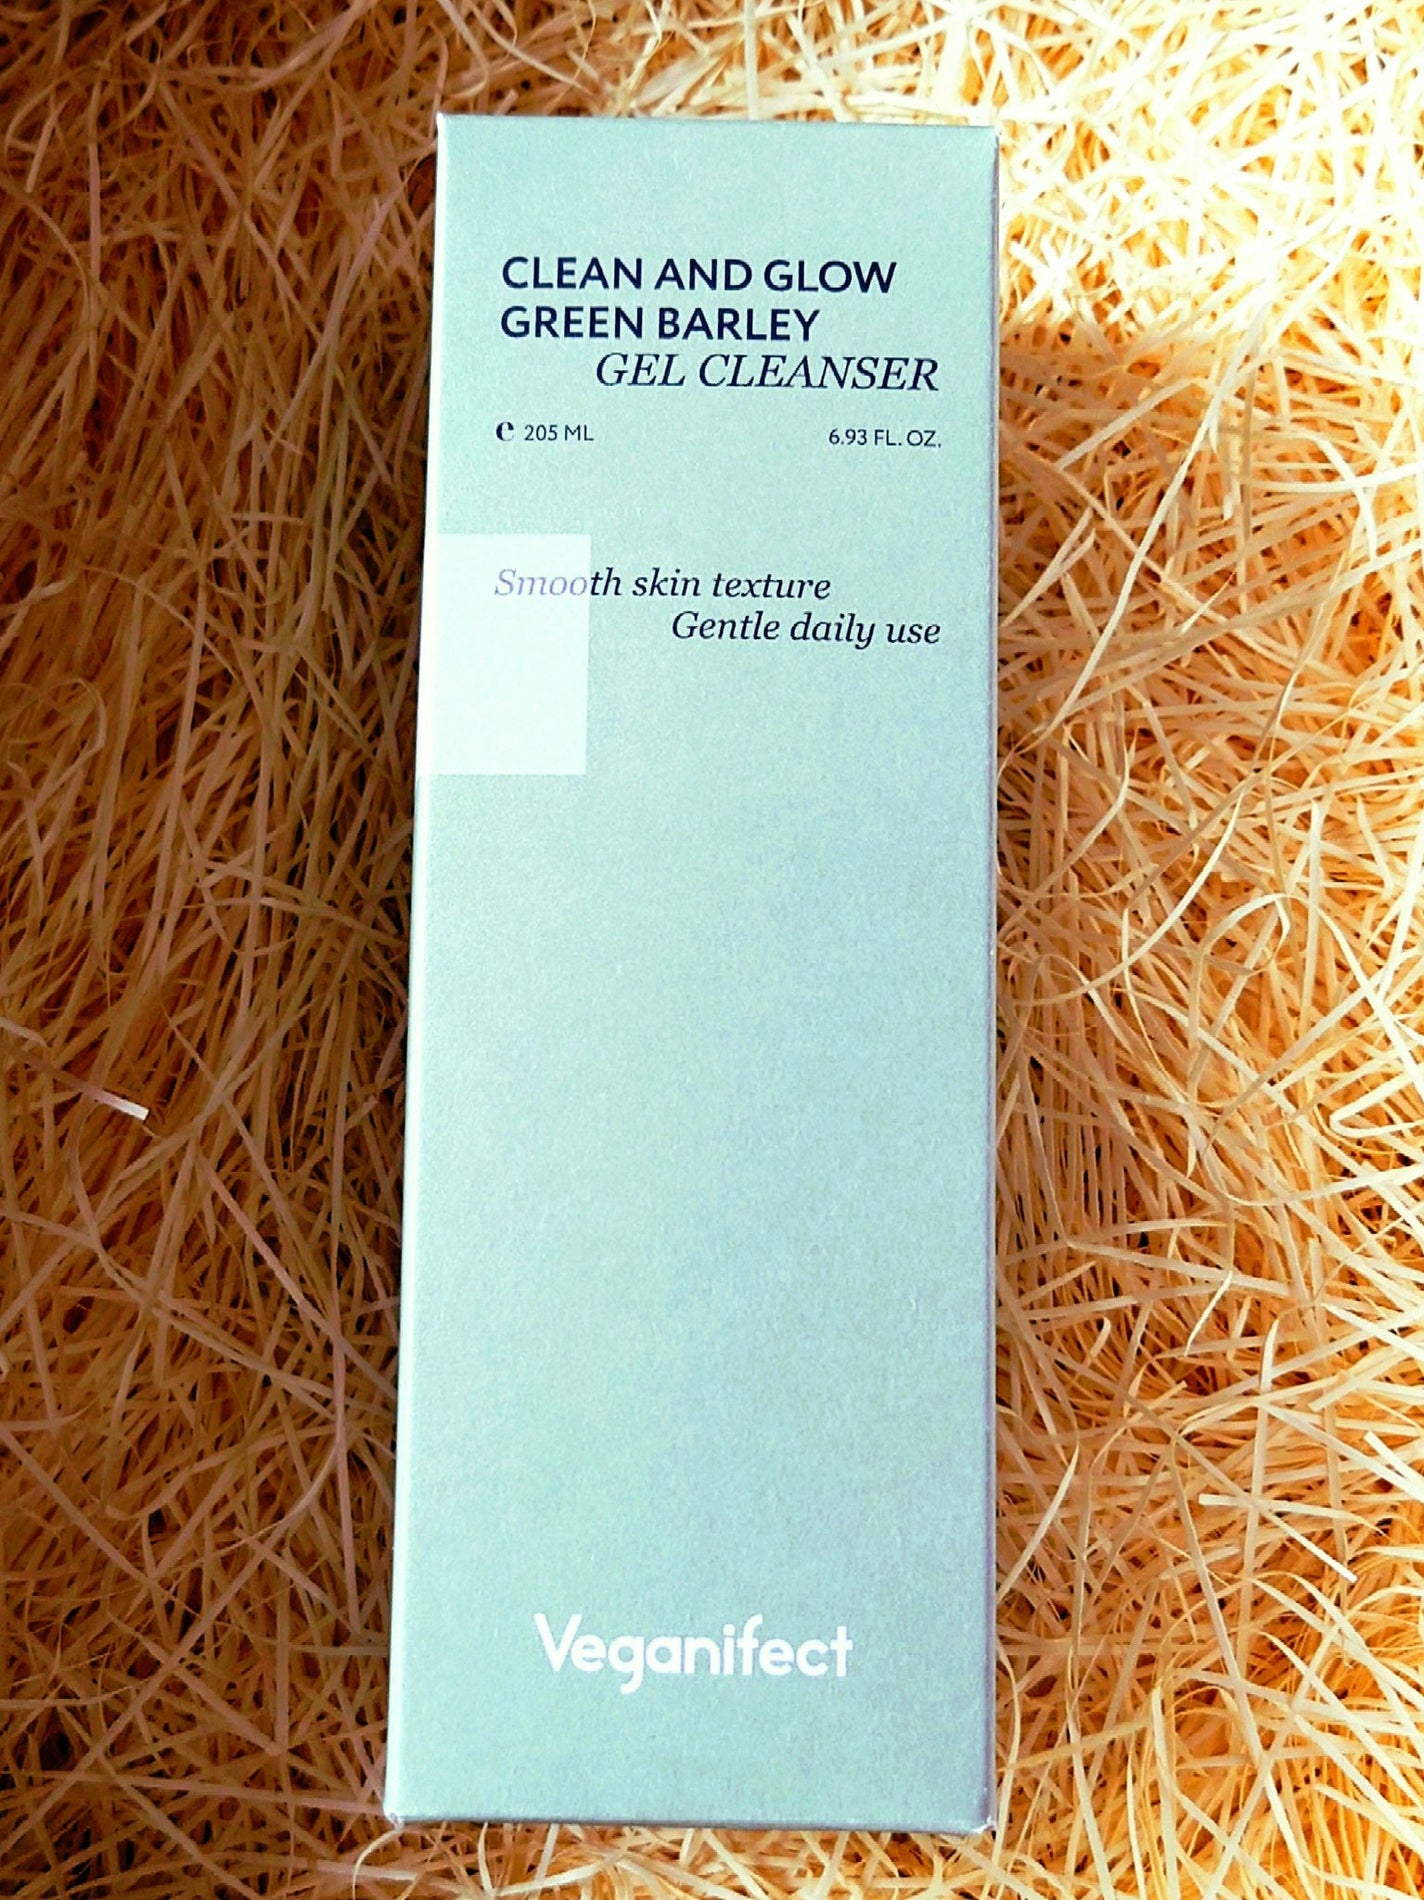 CLEAN AND GLOW
GREEN BARLEY
GEL CLEANSER
℮ 205 ML 6.93 FL. OZ.
Smooth skin texture
Gentle daily use
Veganifect